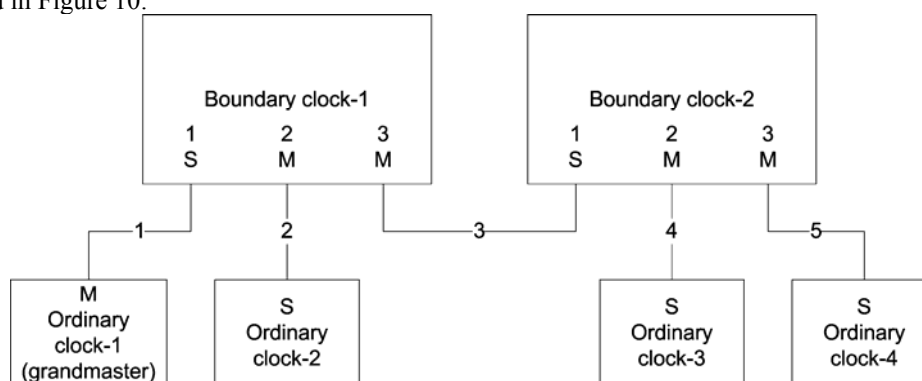 in Figure 10.
Boundary clock-1
1 2 3
S M M
Boundary clock-2
1 2 3
S M M
1 2 3 4 5
M
Ordinary
clock-1
(grandmaster)
S
Ordinary
clock-2
S
Ordinary
clock-3
S
Ordinary
clock-4